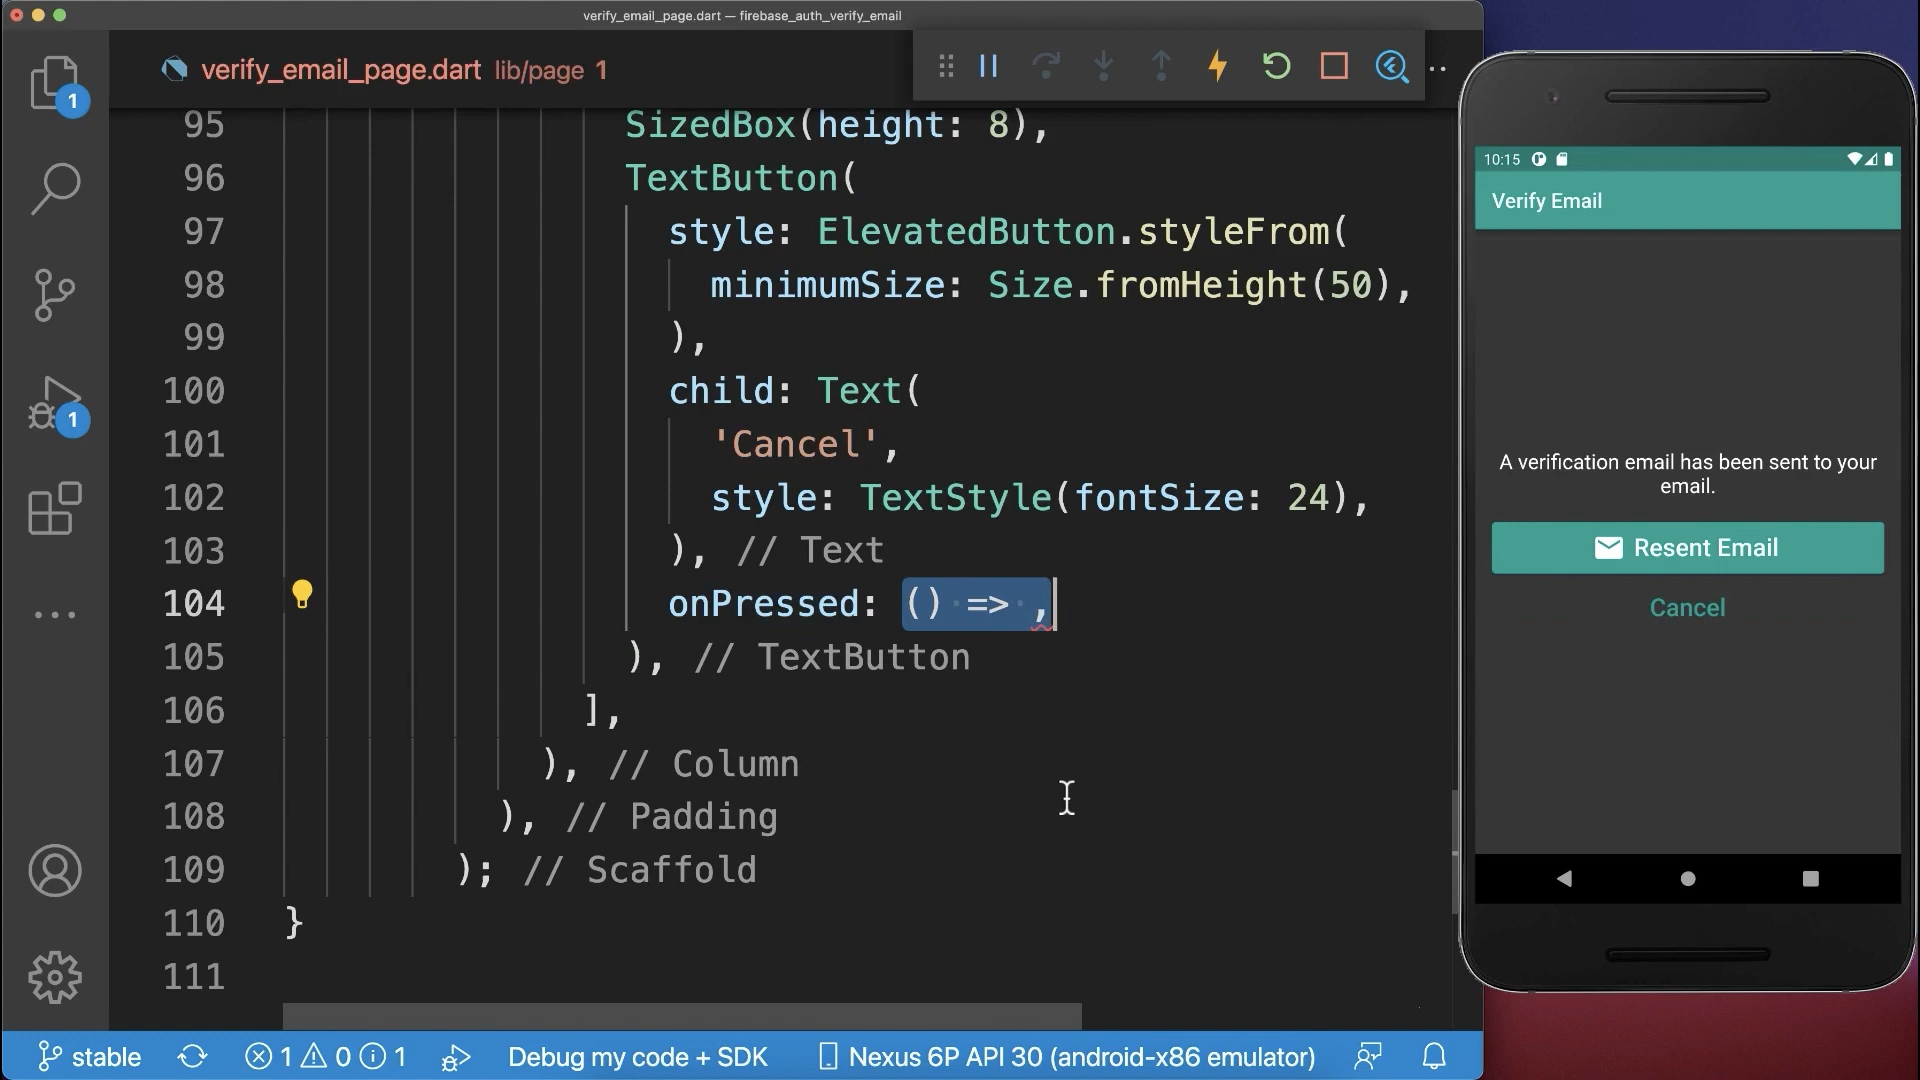 verify_email_page.dart — firebase_auth_verify_email
verify_email_page.dart lib/page 1
1
1
95 SizedBox(height: 8),
96 TextButton(
97 style: ElevatedButton.styleFrom(
98 minimumSize: Size.fromHeight(50),
99 ),
100 child: Text(
101 'Cancel',
102 style: TextStyle(fontSize: 24),
103 ), // Text
104 onPressed: () => ,
105 ), // TextButton
106 ],
107 ), // Column
108 ), // Padding
109 ); // Scaffold
110 }
111
stable 1 0 1 Debug my code + SDK Nexus 6P API 30 (android-x86 emulator)
10:15
Verify Email
A verification email has been sent to your
email.
Resent Email
Cancel